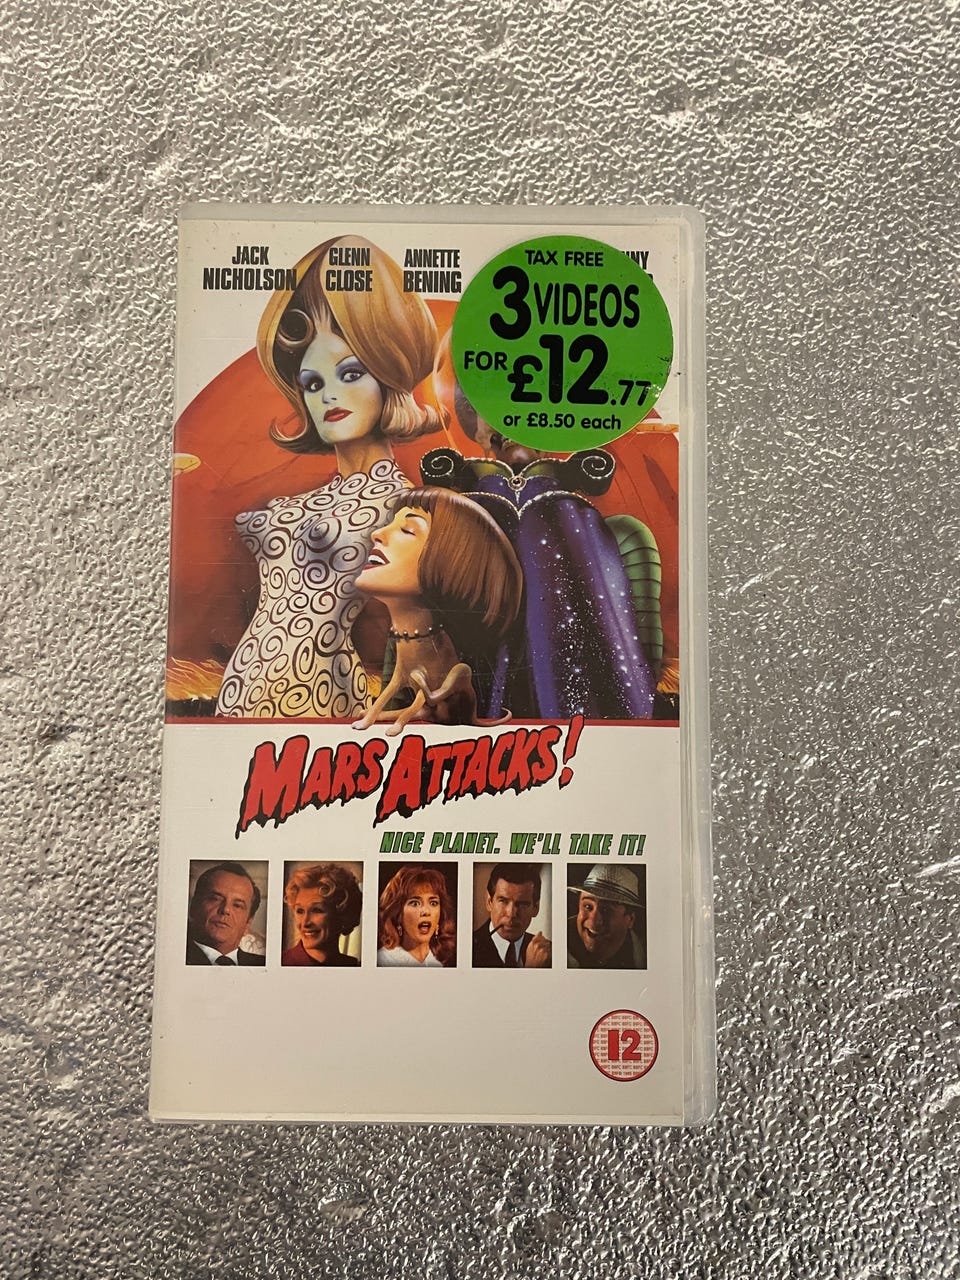 JACK
NICHOLSON
GLENN
CLOSE
ANNETTE
BENING
TAX FREE
3 VIDEOS
FOR £12.77
or £8.50 each
MARS ATTACKS!
NICE PLANET. WE'LL TAKE IT!
12